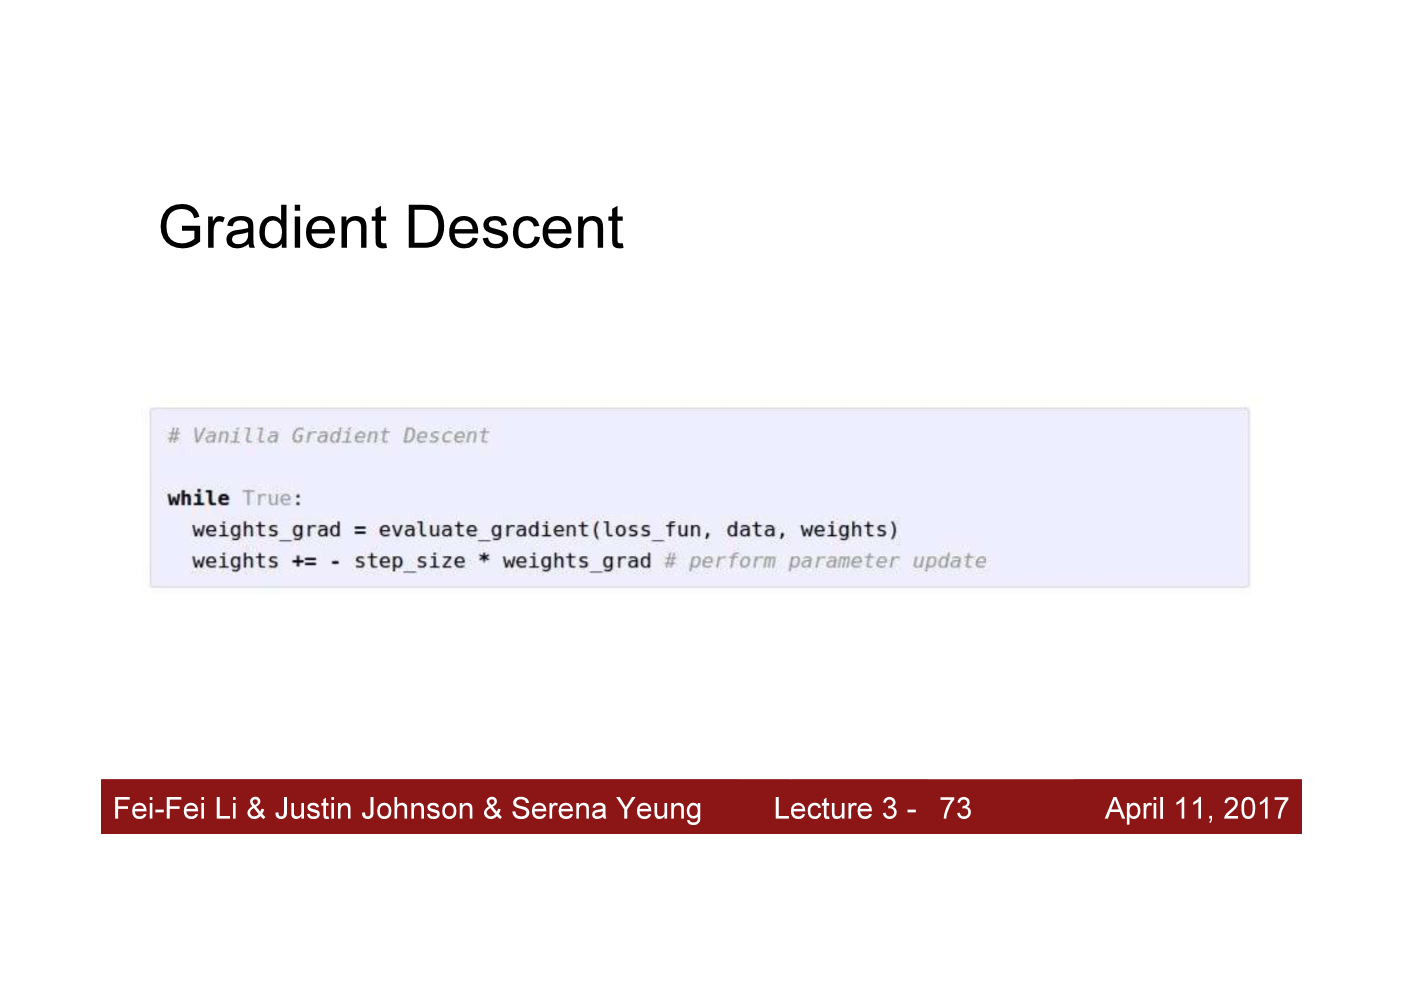 Gradient Descent
# Vanilla Gradient Descent
while True:
  weights_grad = evaluate_gradient(loss_fun, data, weights)
  weights += - step_size * weights_grad # perform parameter update
Fei-Fei Li & Justin Johnson & Serena Yeung Lecture 3 - 73 April 11, 2017